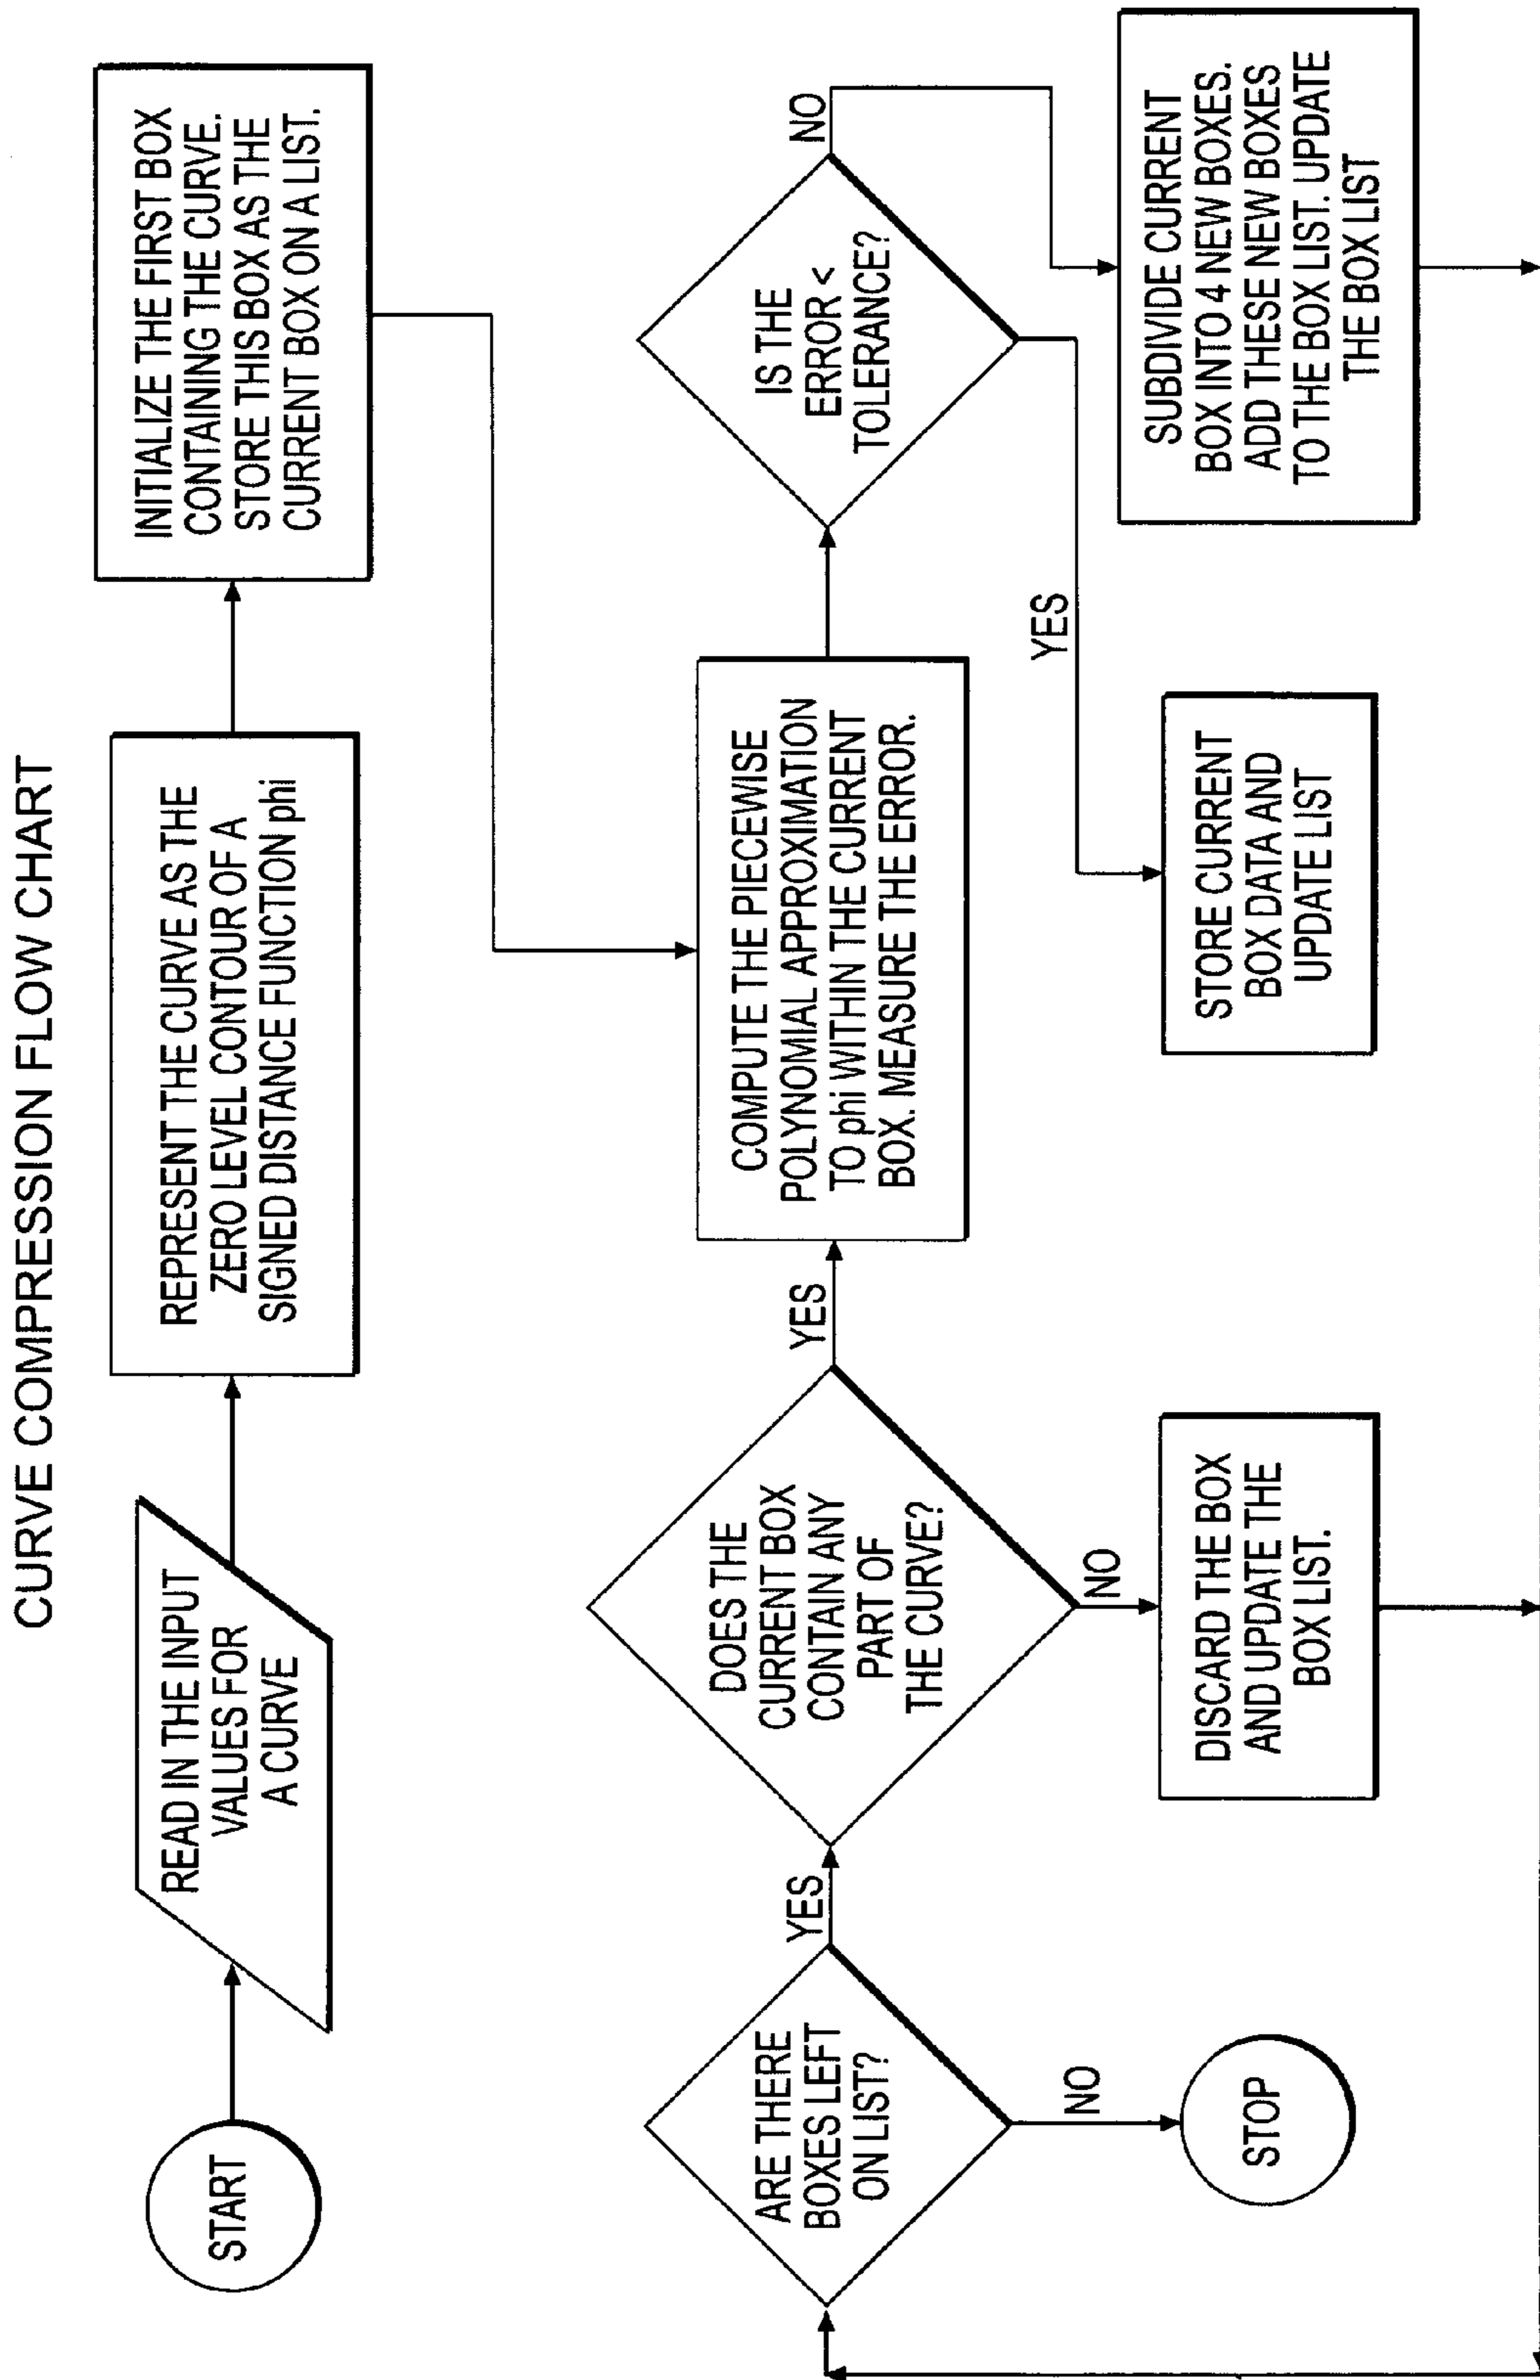 CURVE COMPRESSION FLOW CHART
START
READ IN THE INPUT
VALUES FOR
A CURVE
REPRESENT THE CURVE AS THE
ZERO LEVEL CONTOUR OF A
SIGNED DISTANCE FUNCTION phi
INITIALIZE THE FIRST BOX
CONTAINING THE CURVE.
STORE THIS BOX AS THE
CURRENT BOX ON A LIST.
ARE THERE
BOXES LEFT
ON LIST?
YES
NO
STOP
DOES THE
CURRENT BOX
CONTAIN ANY
PART OF
THE CURVE?
YES
NO
DISCARD THE BOX
AND UPDATE THE
BOX LIST.
COMPUTE THE PIECEWISE
POLYNOMIAL APPROXIMATION
TO phi WITHIN THE CURRENT
BOX. MEASURE THE ERROR.
IS THE
ERROR <
TOLERANCE?
YES
NO
STORE CURRENT
BOX DATA AND
UPDATE LIST
SUBDIVIDE CURRENT
BOX INTO 4 NEW BOXES.
ADD THESE NEW BOXES
TO THE BOX LIST. UPDATE
THE BOX LIST